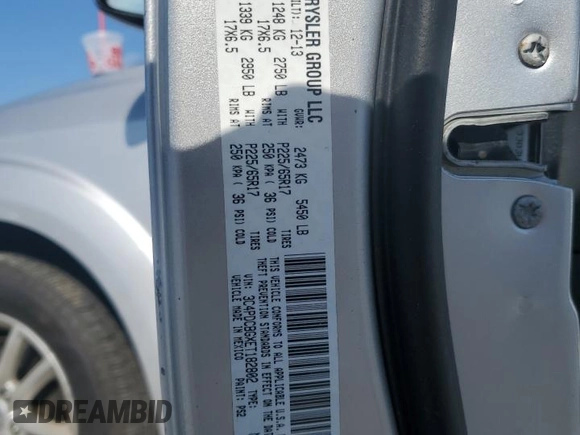 RYSLER GROUP LLC
ILT): 12-13 GVWR: 2473 KG 5450 LB
1248 KG 2750 LB WITH P225/65R17 TIRES
17X6.5 RIMS AT 250 KPA ( 36 PSI) COLD
1339 KG 2950 LB WITH P225/65R17 TIRES
17X6.5 RIMS AT 250 KPA ( 36 PSI) COLD
THIS VEHICLE CONFORMS TO ALL APPLICABLE U.S.A.
THEFT PREVENTION STANDARDS IN EFFECT ON THE
VIN: 3C4PDCBGXET182802 TYPE:
VEHICLE MADE IN MEXICO PAINT: PS2
DREAMBID